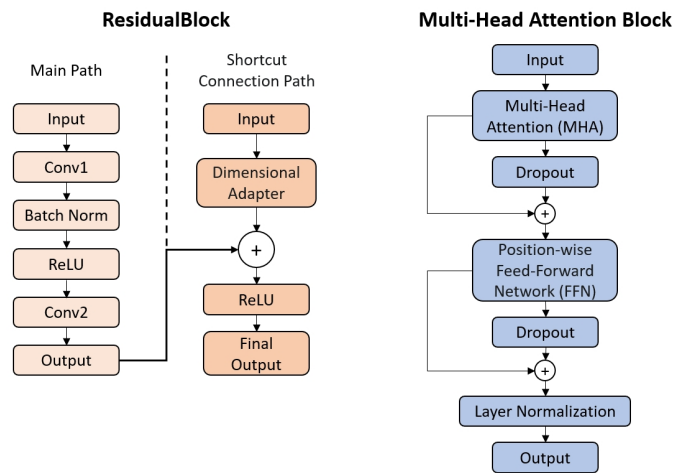 ResidualBlock
Main Path
Input
Conv1
Batch Norm
ReLU
Conv2
Output
Shortcut
Connection Path
Input
Dimensional
Adapter
+
ReLU
Final
Output
Multi-Head Attention Block
Input
Multi-Head
Attention (MHA)
Dropout
+
Position-wise
Feed-Forward
Network (FFN)
Dropout
+
Layer Normalization
Output